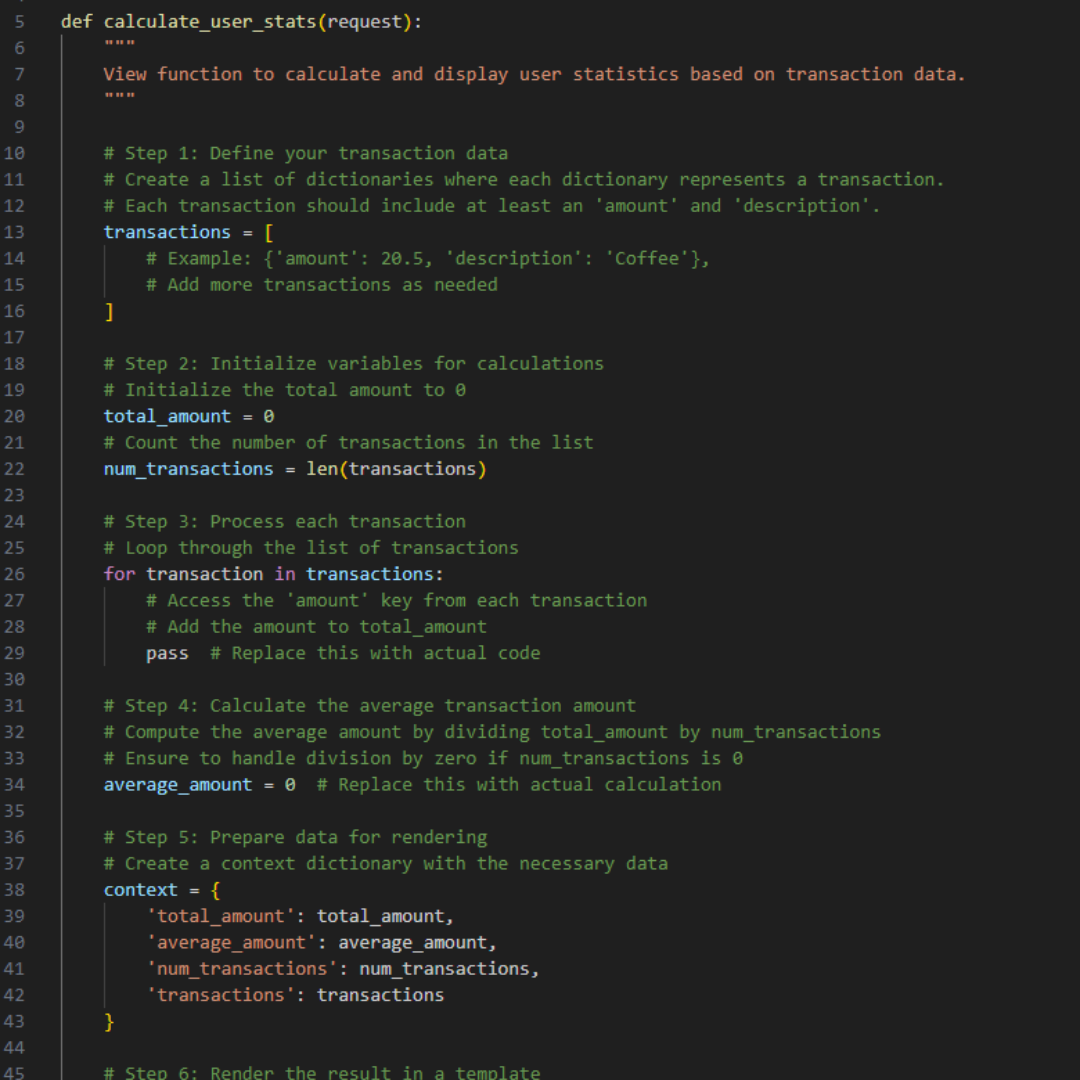 5 def calculate_user_stats(request):
6 """
7 View function to calculate and display user statistics based on transaction data.
8 """
9
10 # Step 1: Define your transaction data
11 # Create a list of dictionaries where each dictionary represents a transaction.
12 # Each transaction should include at least an 'amount' and 'description'.
13 transactions = [
14 # Example: {'amount': 20.5, 'description': 'Coffee'},
15 # Add more transactions as needed
16 ]
17
18 # Step 2: Initialize variables for calculations
19 # Initialize the total amount to 0
20 total_amount = 0
21 # Count the number of transactions in the list
22 num_transactions = len(transactions)
23
24 # Step 3: Process each transaction
25 # Loop through the list of transactions
26 for transaction in transactions:
27 # Access the 'amount' key from each transaction
28 # Add the amount to total_amount
29 pass  # Replace this with actual code
30
31 # Step 4: Calculate the average transaction amount
32 # Compute the average amount by dividing total_amount by num_transactions
33 # Ensure to handle division by zero if num_transactions is 0
34 average_amount = 0  # Replace this with actual calculation
35
36 # Step 5: Prepare data for rendering
37 # Create a context dictionary with the necessary data
38 context = {
39 'total_amount': total_amount,
40 'average_amount': average_amount,
41 'num_transactions': num_transactions,
42 'transactions': transactions
43 }
44
45 # Step 6: Render the result in a template